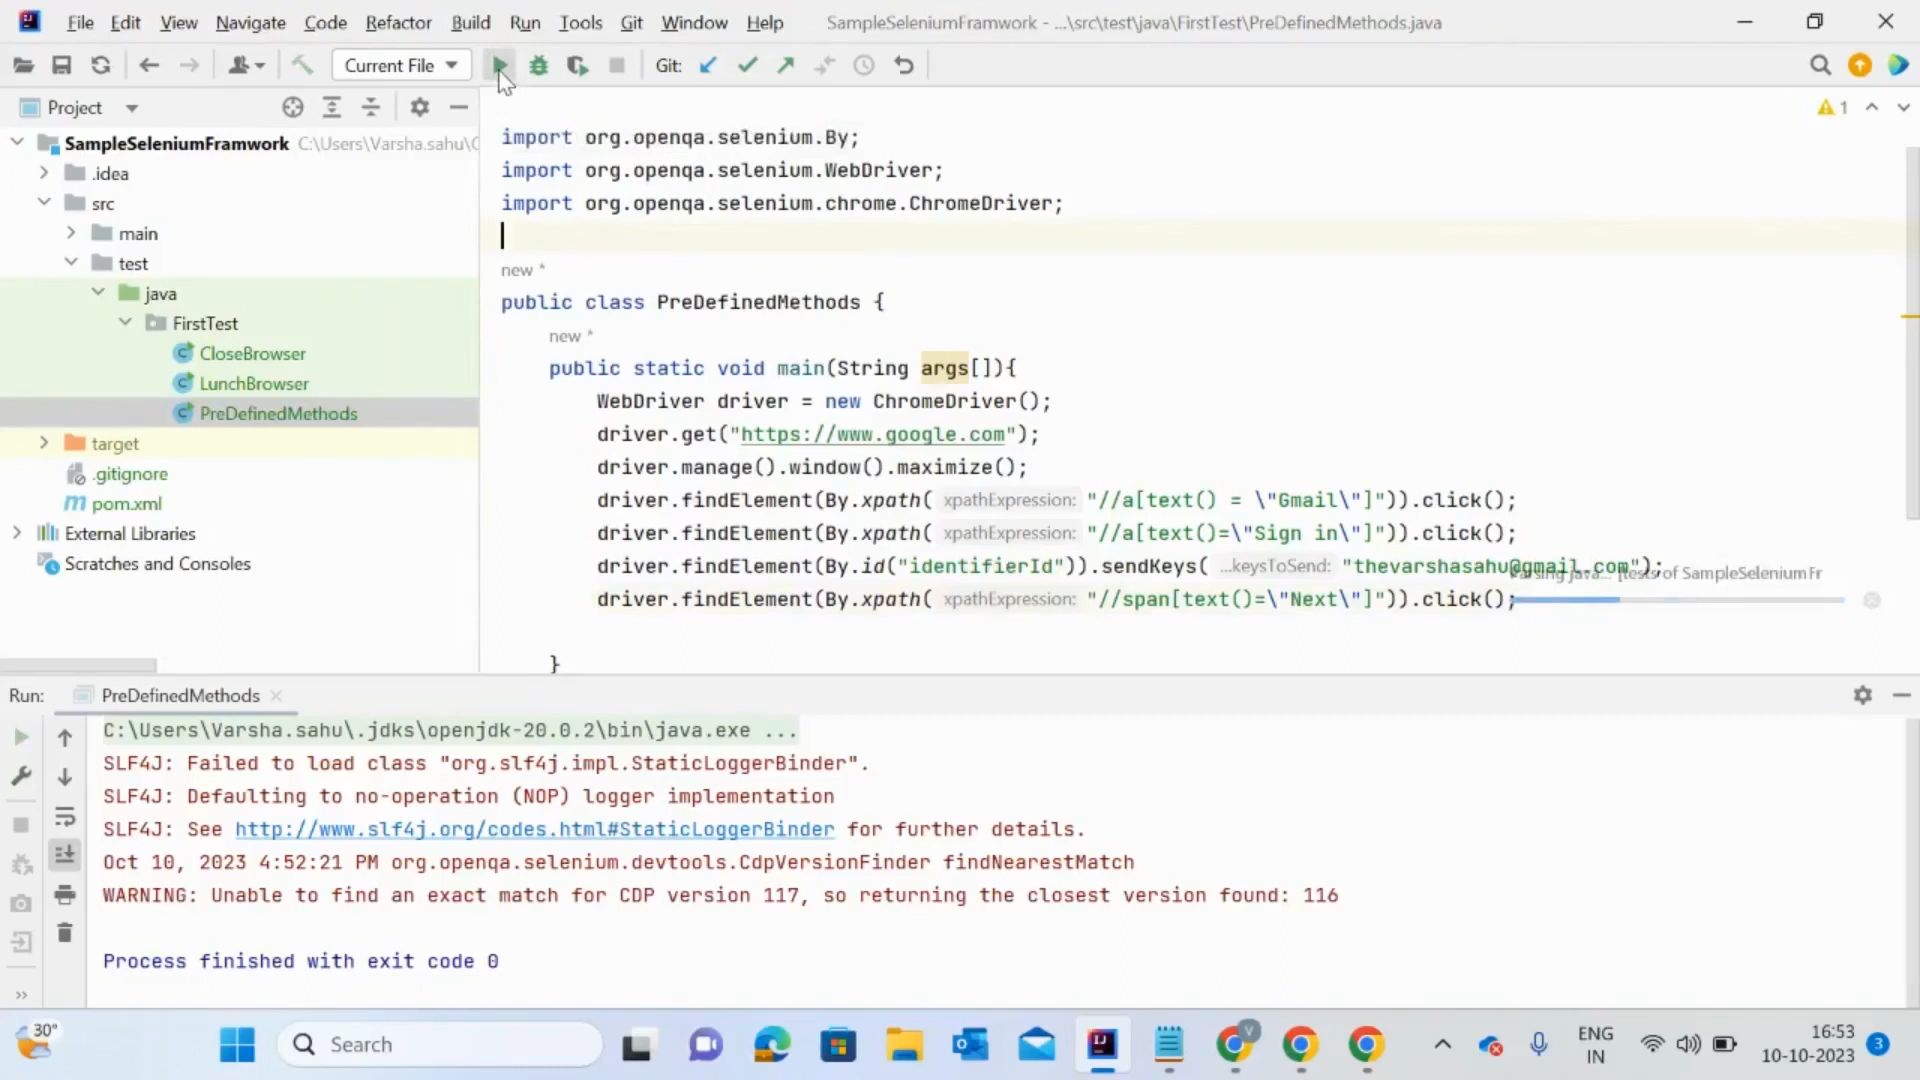 File Edit View Navigate Code Refactor Build Run Tools Git Window Help SampleSeleniumFramwork - ...\src\test\java\FirstTest\PreDefinedMethods.java
Current File Git:
Project
SampleSeleniumFramwork C:\Users\Varsha.sahu\
.idea
src
main
test
java
FirstTest
CloseBrowser
LunchBrowser
PreDefinedMethods
target
.gitignore
pom.xml
External Libraries
Scratches and Consoles
1
import org.openqa.selenium.By;
import org.openqa.selenium.WebDriver;
import org.openqa.selenium.chrome.ChromeDriver;
new *
public class PreDefinedMethods {
new *
public static void main(String args[]){
WebDriver driver = new ChromeDriver();
driver.get("https://www.google.com");
driver.manage().window().maximize();
driver.findElement(By.xpath( xpathExpression: "//a[text() = \"Gmail\"]")).click();
driver.findElement(By.xpath( xpathExpression: "//a[text()=\"Sign in\"]")).click();
driver.findElement(By.id("identifierId")).sendKeys( ...keysToSend: "thevarshasahu@gmail.com");
Parsing java... [tests of SampleSeleniumFr
driver.findElement(By.xpath( xpathExpression: "//span[text()=\"Next\"]")).click();
}
Run: PreDefinedMethods
C:\Users\Varsha.sahu\.jdks\openjdk-20.0.2\bin\java.exe ...
SLF4J: Failed to load class "org.slf4j.impl.StaticLoggerBinder".
SLF4J: Defaulting to no-operation (NOP) logger implementation
SLF4J: See http://www.slf4j.org/codes.html#StaticLoggerBinder for further details.
Oct 10, 2023 4:52:21 PM org.openqa.selenium.devtools.CdpVersionFinder findNearestMatch
WARNING: Unable to find an exact match for CDP version 117, so returning the closest version found: 116
Process finished with exit code 0
30°
Search
V
ENG
IN
16:53
10-10-2023
3